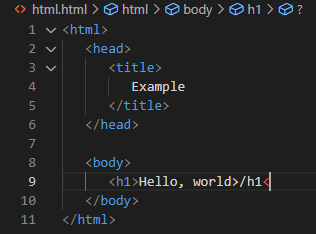 html.html > html > body > h1 > ?
1 <html>
2 <head>
3 <title>
4 Example
5 </title>
6 </head>
7
8 <body>
9 <h1>Hello, world>/h1<
10 </body>
11 </html>